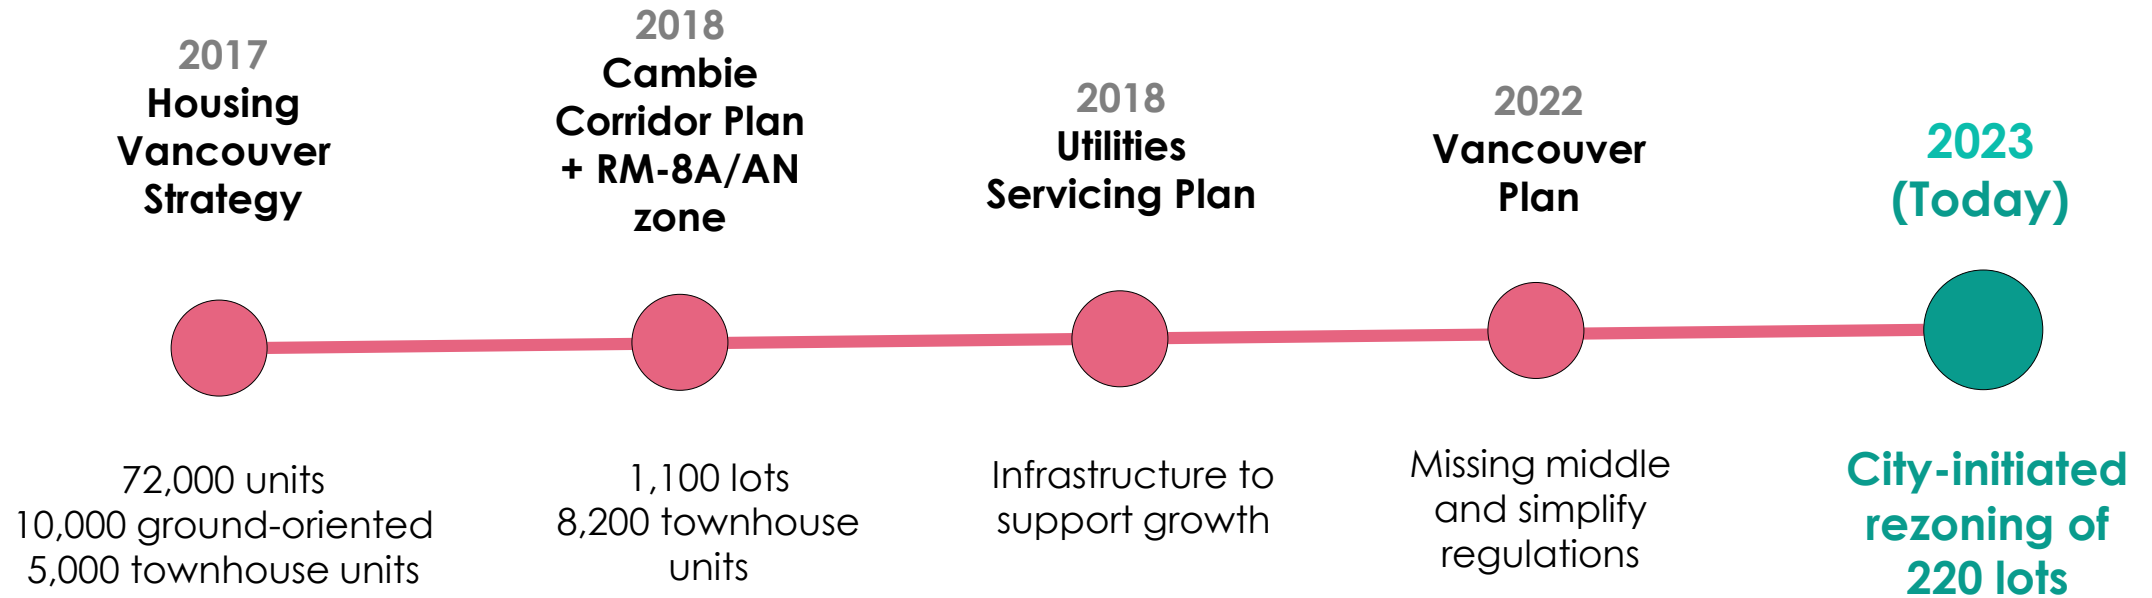 2017
Housing
Vancouver
Strategy
72,000 units
10,000 ground-oriented
5,000 townhouse units
2018
Cambie
Corridor Plan
+ RM-8A/AN
zone
1,100 lots
8,200 townhouse
units
2018
Utilities
Servicing Plan
Infrastructure to
support growth
2022
Vancouver
Plan
Missing middle
and simplify
regulations
2023
(Today)
City-initiated
rezoning of
220 lots